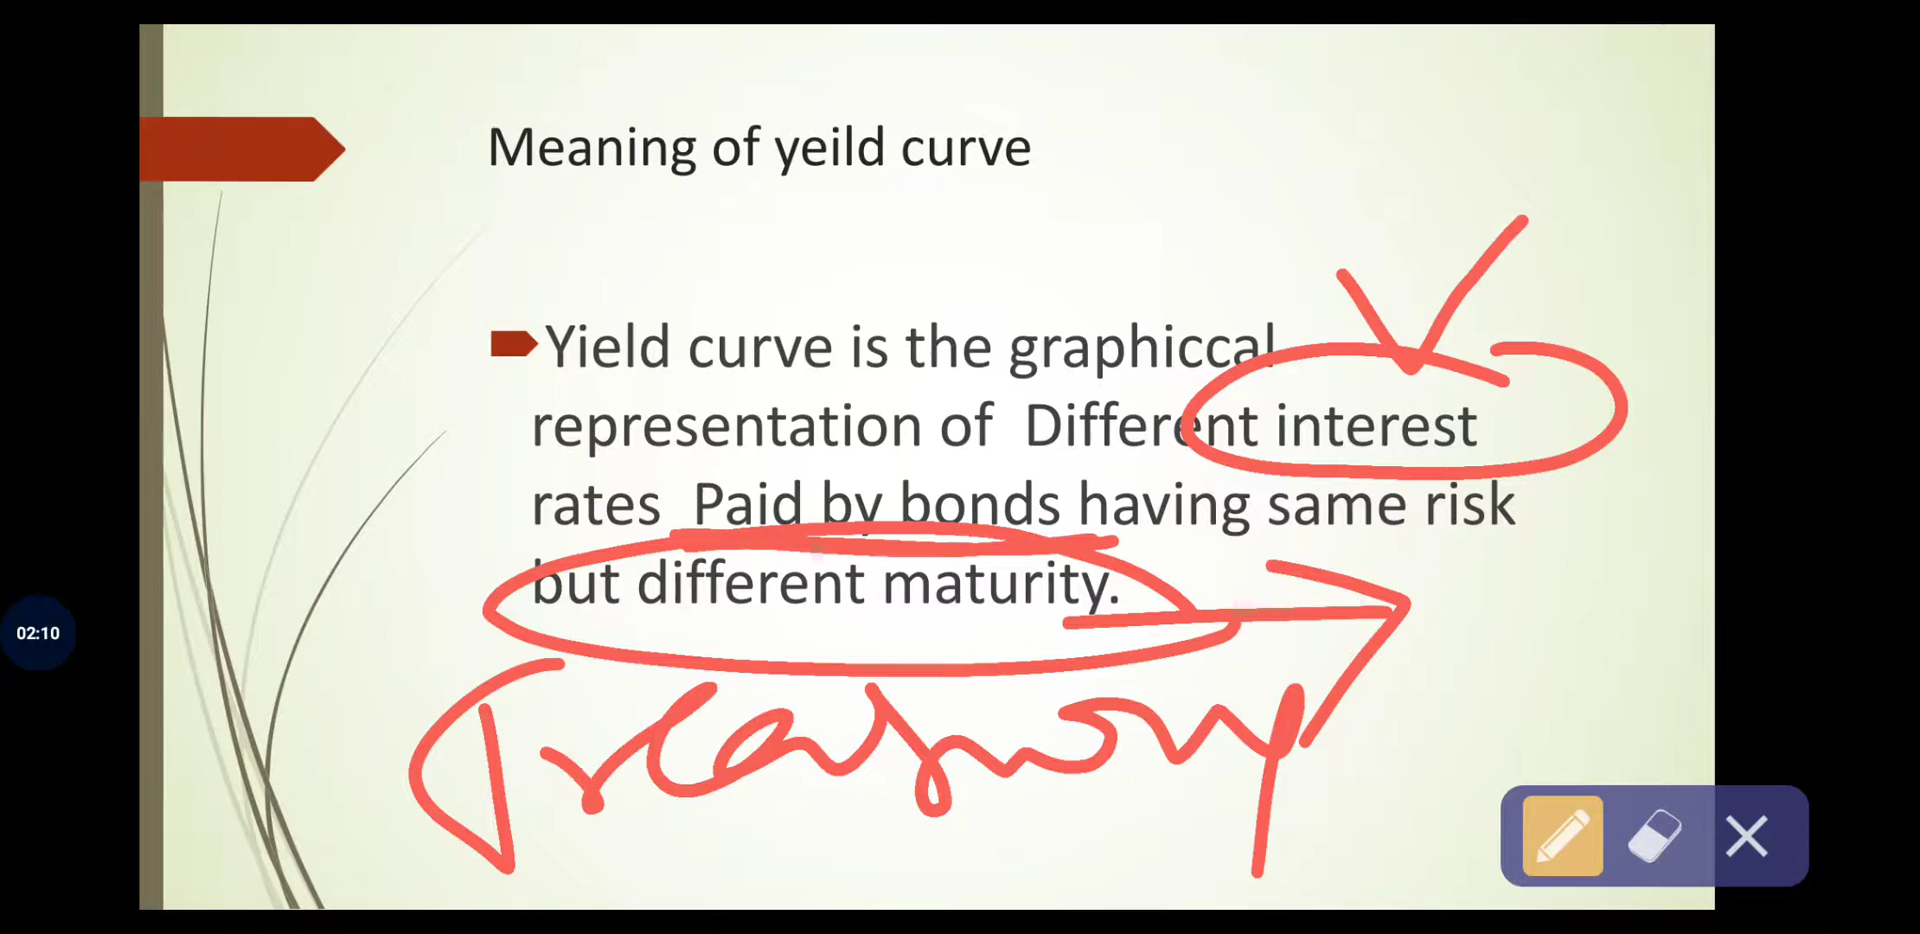 Meaning of yeild curve
Yield curve is the graphiccal
representation of Different interest
rates Paid by bonds having same risk
but different maturity.
02:10
Treasury